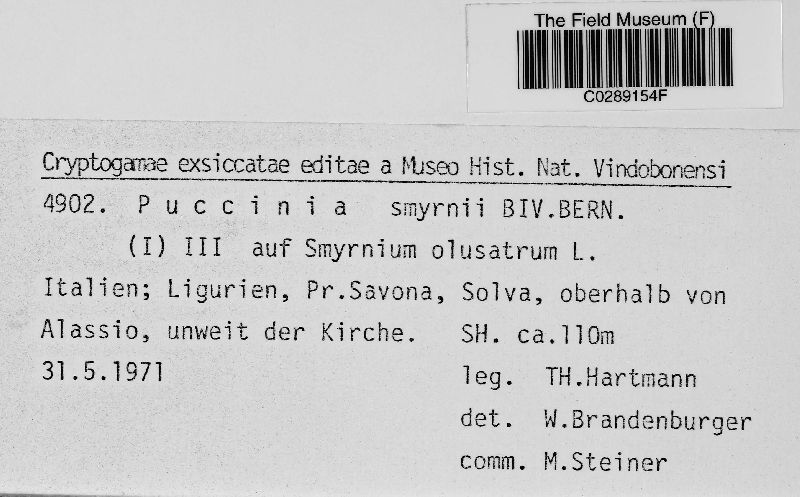 The Field Museum (F)
C0289154F
Cryptogamae exsiccatae editae a Museo Hist. Nat. Vindobonensi
4902. P u c c i n i a smyrnii BIV.BERN.
(I) III auf Smyrnium olusatrum L.
Italien; Ligurien, Pr.Savona, Solva, oberhalb von
Alassio, unweit der Kirche. SH. ca.110m
31.5.1971 leg. TH.Hartmann
det. W.Brandenburger
comm. M.Steiner